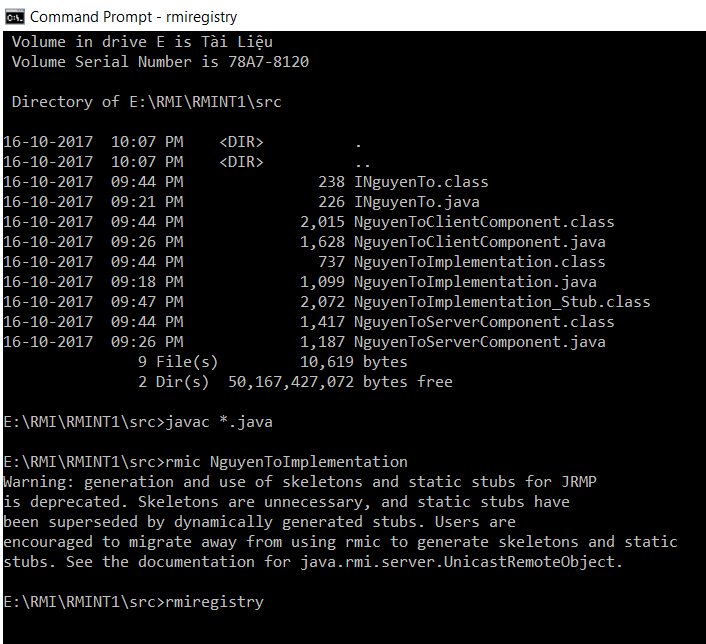 Command Prompt - rmiregistry
Volume in drive E is Tài Liệu
Volume Serial Number is 78A7-8120
Directory of E:\RMI\RMINT1\src
16-10-2017  10:07 PM    <DIR>          .
16-10-2017  10:07 PM    <DIR>          ..
16-10-2017  09:44 PM               238 INguyenTo.class
16-10-2017  09:21 PM               226 INguyenTo.java
16-10-2017  09:44 PM             2,015 NguyenToClientComponent.class
16-10-2017  09:26 PM             1,628 NguyenToClientComponent.java
16-10-2017  09:44 PM               737 NguyenToImplementation.class
16-10-2017  09:18 PM             1,099 NguyenToImplementation.java
16-10-2017  09:47 PM             2,072 NguyenToImplementation_Stub.class
16-10-2017  09:44 PM             1,417 NguyenToServerComponent.class
16-10-2017  09:26 PM             1,187 NguyenToServerComponent.java
9 File(s)         10,619 bytes
2 Dir(s)  50,167,427,072 bytes free
E:\RMI\RMINT1\src>javac *.java
E:\RMI\RMINT1\src>rmic NguyenToImplementation
Warning: generation and use of skeletons and static stubs for JRMP
is deprecated. Skeletons are unnecessary, and static stubs have
been superseded by dynamically generated stubs. Users are
encouraged to migrate away from using rmic to generate skeletons and static
stubs. See the documentation for java.rmi.server.UnicastRemoteObject.
E:\RMI\RMINT1\src>rmiregistry